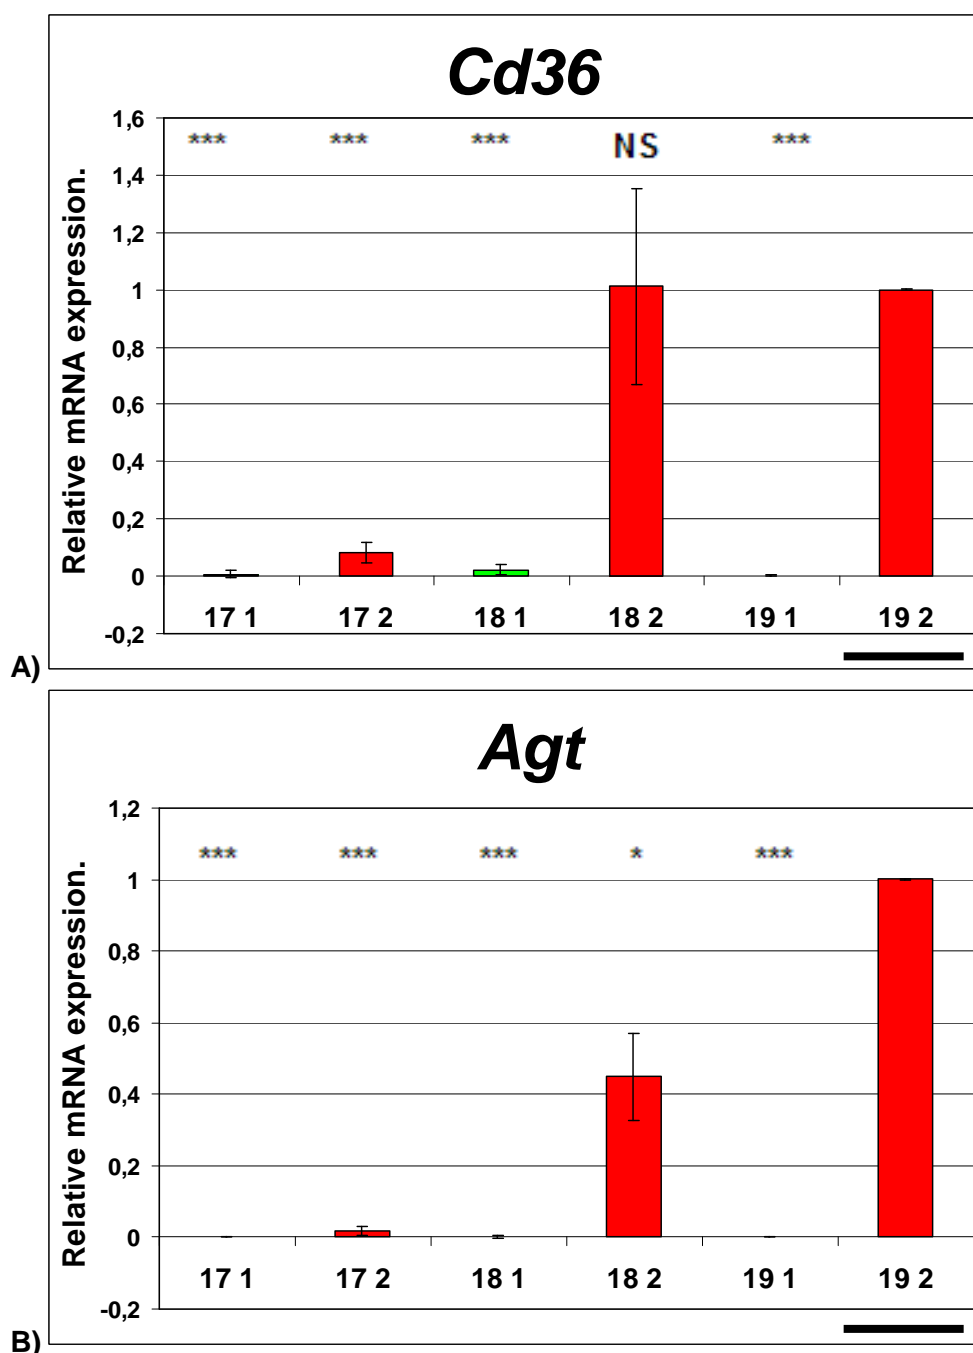 Cd36
Relative mRNA expression.
1,6
1,4
1,2
1
0,8
0,6
0,4
0,2
0
-0,2
*** *** *** NS ***
17 1 17 2 18 1 18 2 19 1 19 2
A)
Agt
Relative mRNA expression.
1,2
1
0,8
0,6
0,4
0,2
0
-0,2
*** *** *** * ***
17 1 17 2 18 1 18 2 19 1 19 2
B)